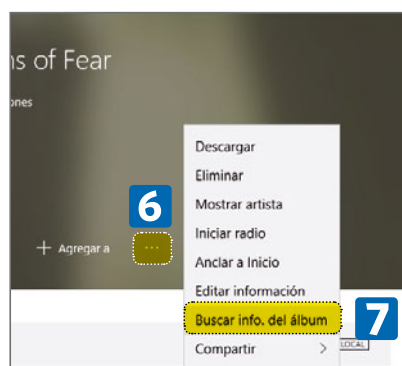 ns of Fear
ones
Descargar
Eliminar
6
Mostrar artista
Iniciar radio
+ Agregar a ...
Anclar a Inicio
Editar información
Buscar info. del álbum
7
Compartir >
LOCAL